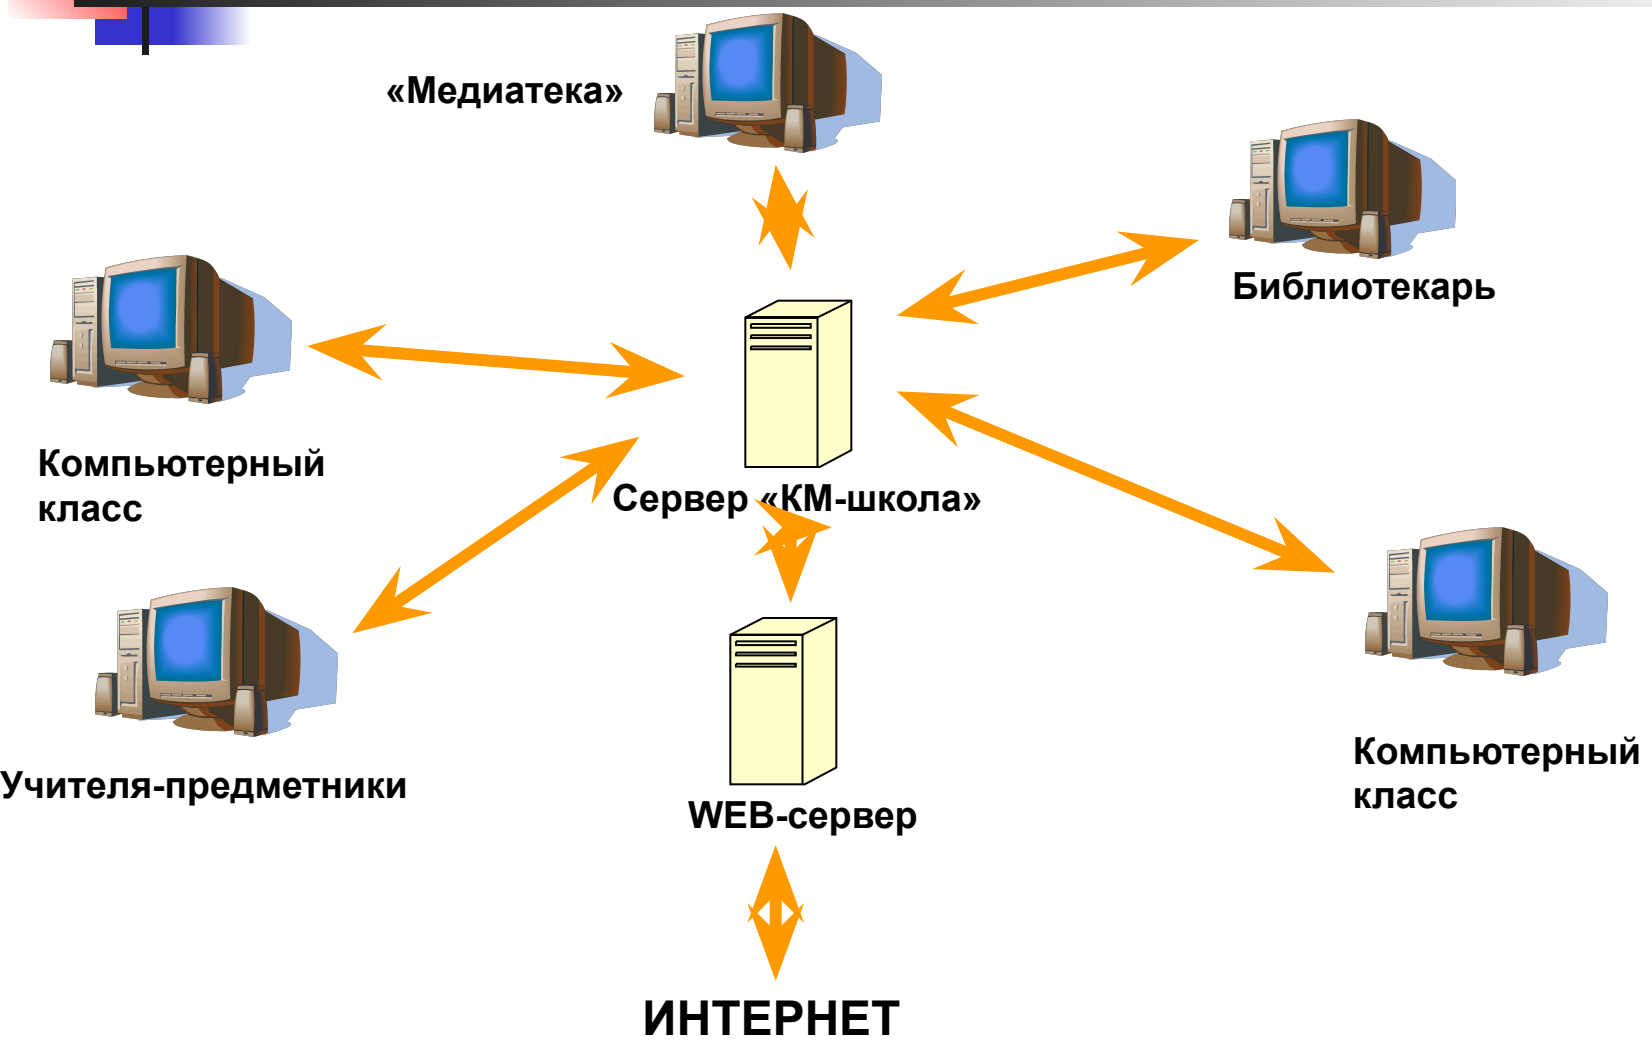 «Медиатека»
Библиотекарь
Компьютерный
класс
Сервер «КМ-школа»
Учителя-предметники
Компьютерный
класс
WEB-сервер
ИНТЕРНЕТ